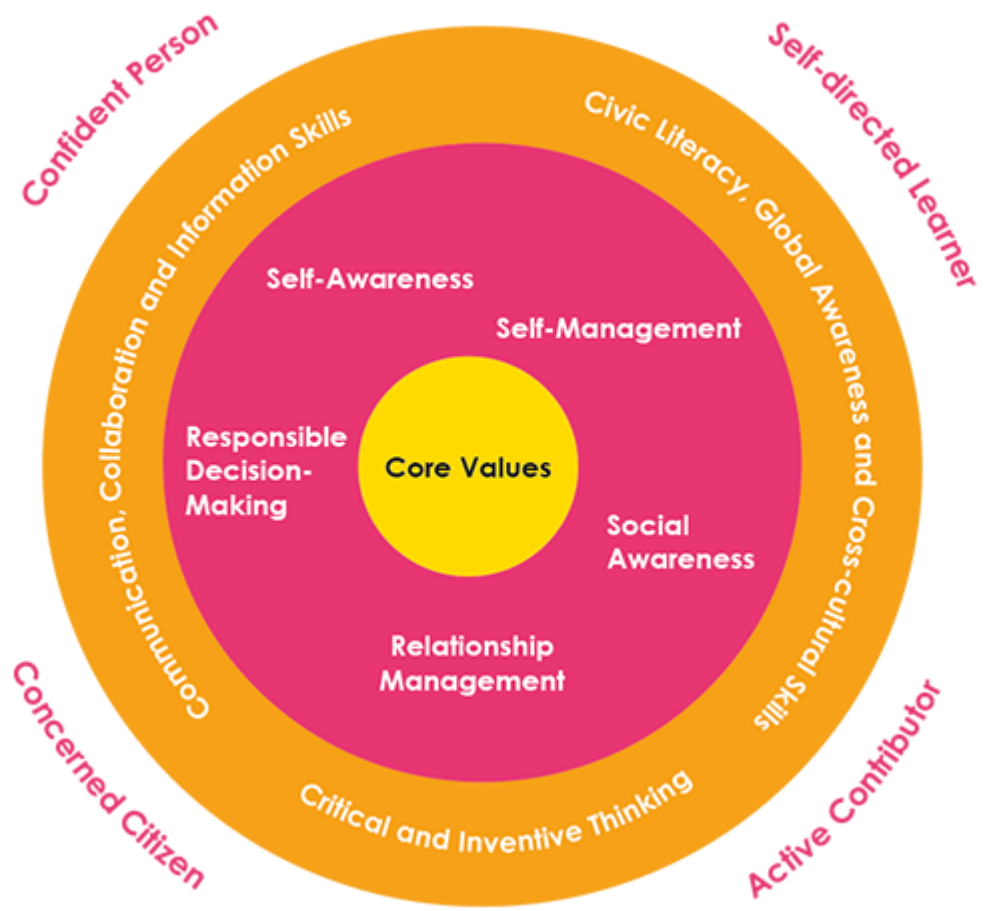 Confident Person
Self-directed Learner
Communication, Collaboration and Information Skills
Civic Literacy, Global Awareness and Cross-cultural Skills
Self-Awareness
Self-Management
Responsible
Decision-
Making
Core Values
Social
Awareness
Relationship
Management
Critical and Inventive Thinking
Concerned Citizen
Active Contributor